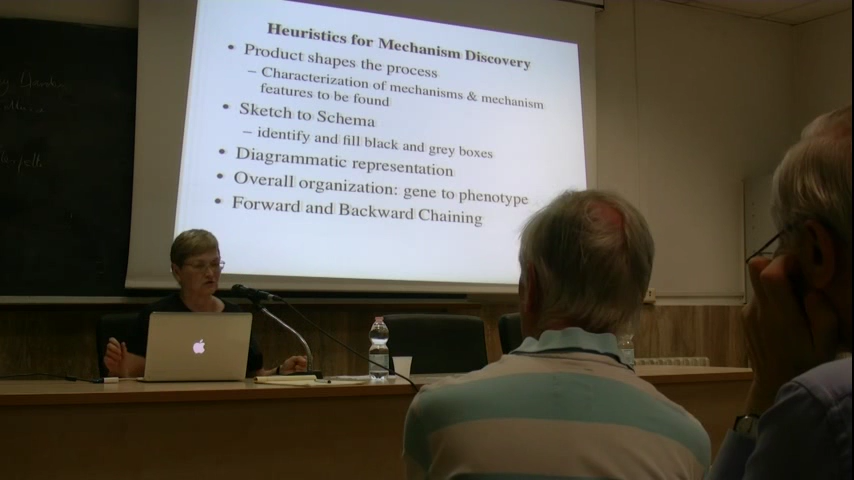 Heuristics for Mechanism Discovery
• Product shapes the process
– Characterization of mechanisms & mechanism
features to be found
• Sketch to Schema
– identify and fill black and grey boxes
• Diagrammatic representation
• Overall organization: gene to phenotype
• Forward and Backward Chaining